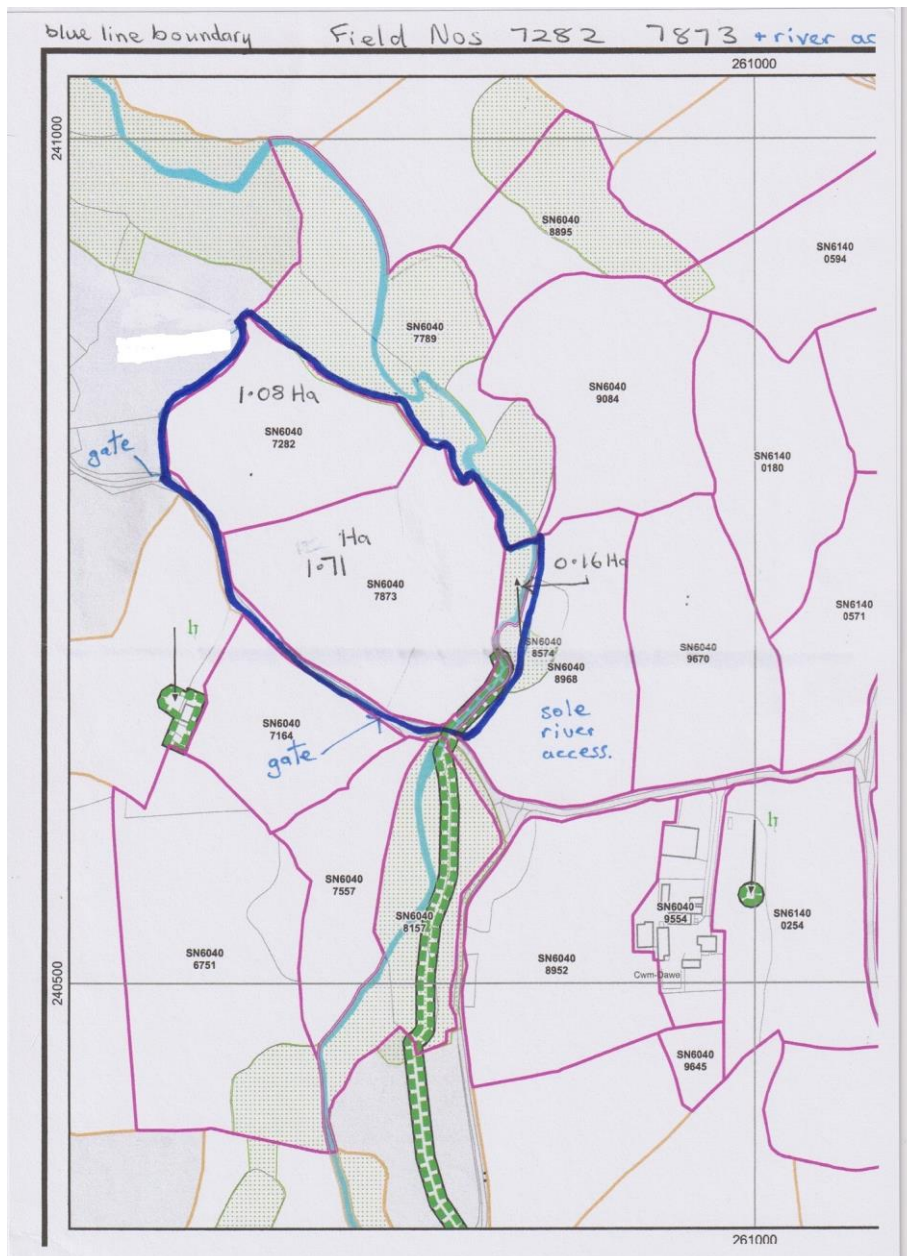 blue line boundary Field Nos 7282 7873 + river ac
261000
241000
SN6040
8895
SN6140
0594
SN6040
7789
1.08 Ha
SN6040
9084
SN6040
7282
gate
SN6140
0180
Ha
1.71
0.16 Ha
SN6040
7873
SN6140
0571
SN6040
8574
SN6040
8968
SN6040
9670
17
SN6040
7164
sole
river
access.
gate
17
SN6040
7557
SN6040
8157
SN6040
9554
SN6140
0254
SN6040
6751
SN6040
8952
Cwm-Dawe
240500
SN6040
9645
261000